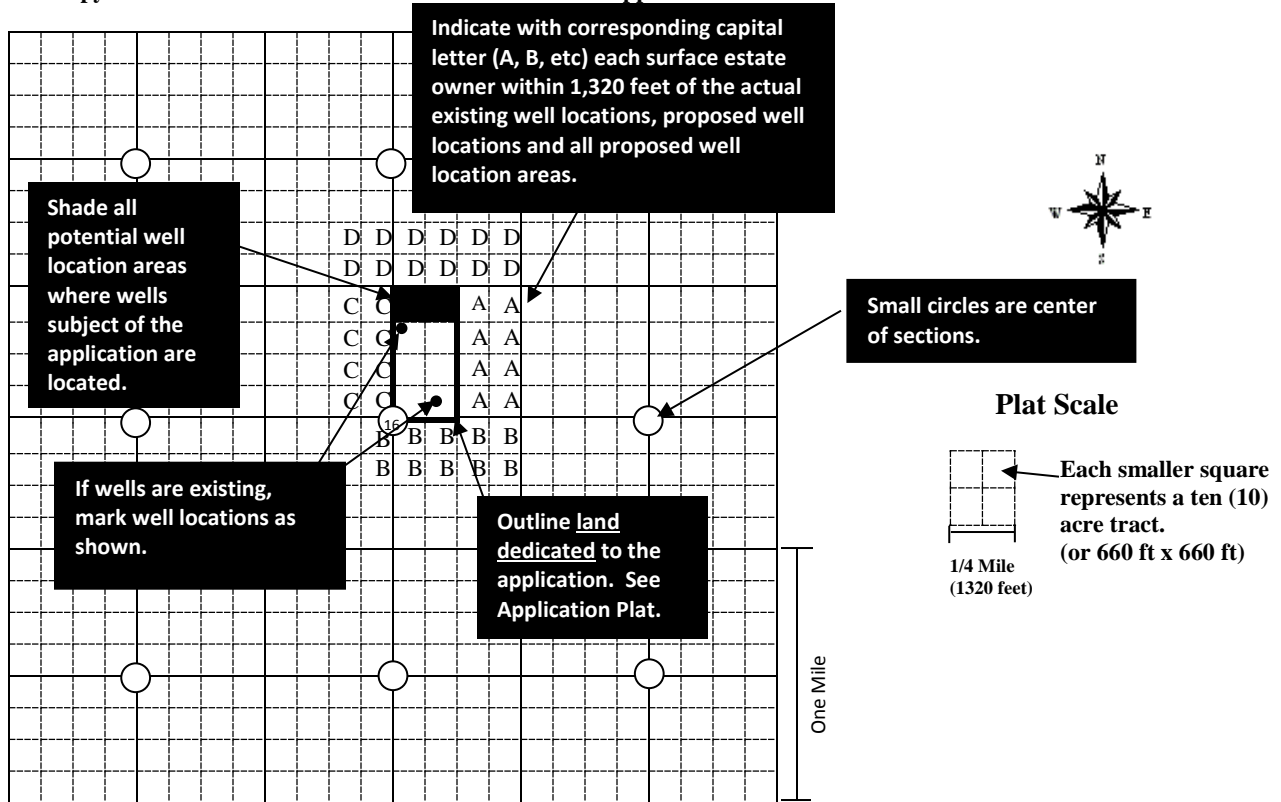 Indicate with corresponding capital
letter (A, B, etc) each surface estate
owner within 1,320 feet of the actual
existing well locations, proposed well
locations and all proposed well
location areas.
N
W E
S
Shade all
potential well
location areas
where wells
subject of the
application are
located.
D D D D D D
D D D D D D
C C A A
C C A A
C C A A
C C A A
16
B B B B B
B B B B B
Small circles are center
of sections.
Plat Scale
Each smaller square
represents a ten (10)
acre tract.
(or 660 ft x 660 ft)
1/4 Mile
(1320 feet)
If wells are existing,
mark well locations as
shown.
Outline land
dedicated to the
application. See
Application Plat.
One Mile